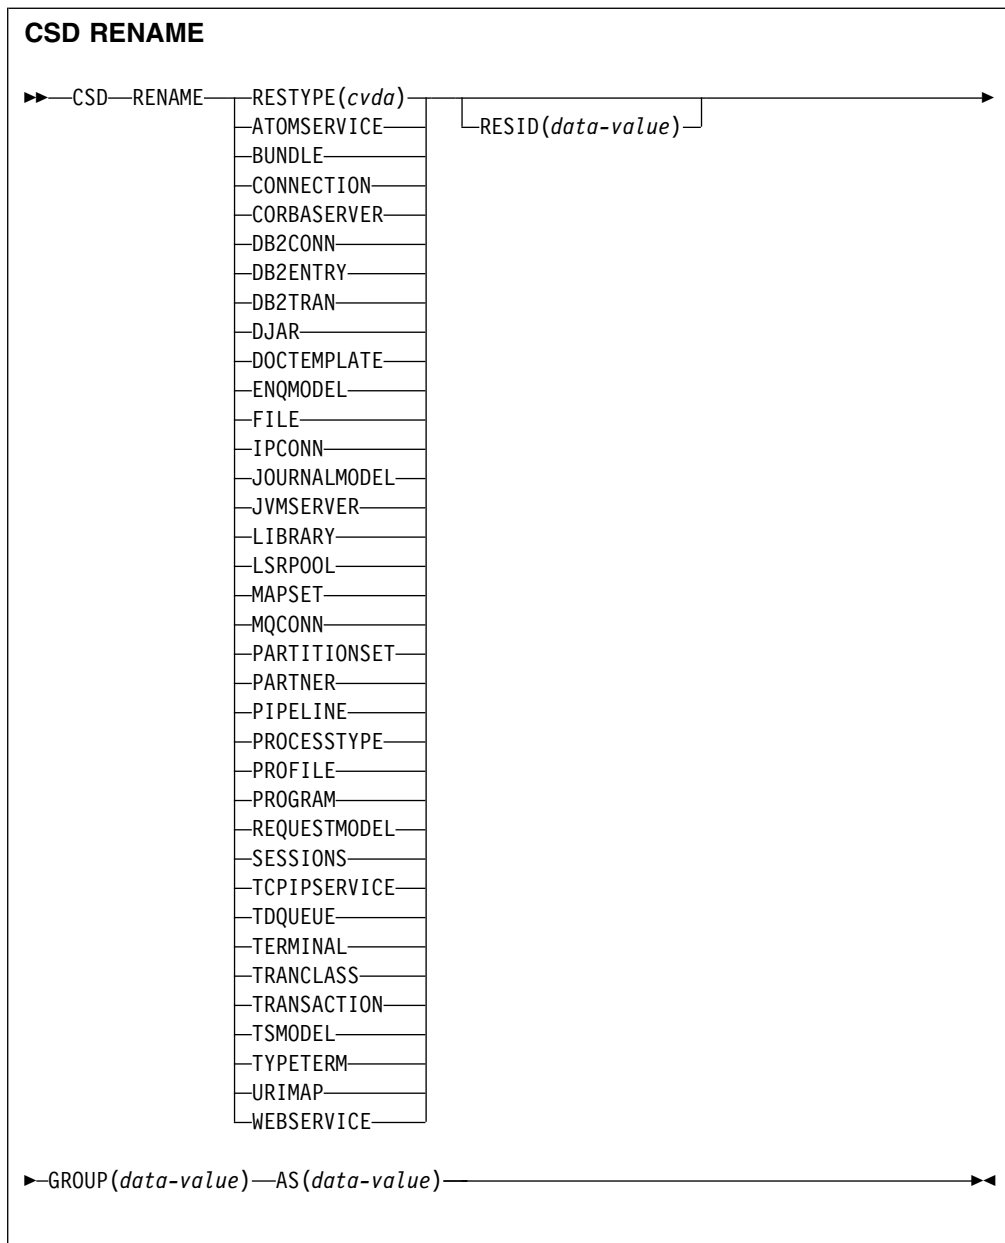 CSD RENAME
CSD RENAME RESTYPE(cvda)
ATOMSERVICE RESID(data-value)
BUNDLE
CONNECTION
CORBASERVER
DB2CONN
DB2ENTRY
DB2TRAN
DJAR
DOCTEMPLATE
ENQMODEL
FILE
IPCONN
JOURNALMODEL
JVMSERVER
LIBRARY
LSRPOOL
MAPSET
MQCONN
PARTITIONSET
PARTNER
PIPELINE
PROCESSTYPE
PROFILE
PROGRAM
REQUESTMODEL
SESSIONS
TCPIPSERVICE
TDQUEUE
TERMINAL
TRANCLASS
TRANSACTION
TSMODEL
TYPETERM
URIMAP
WEBSERVICE
GROUP(data-value) AS(data-value)